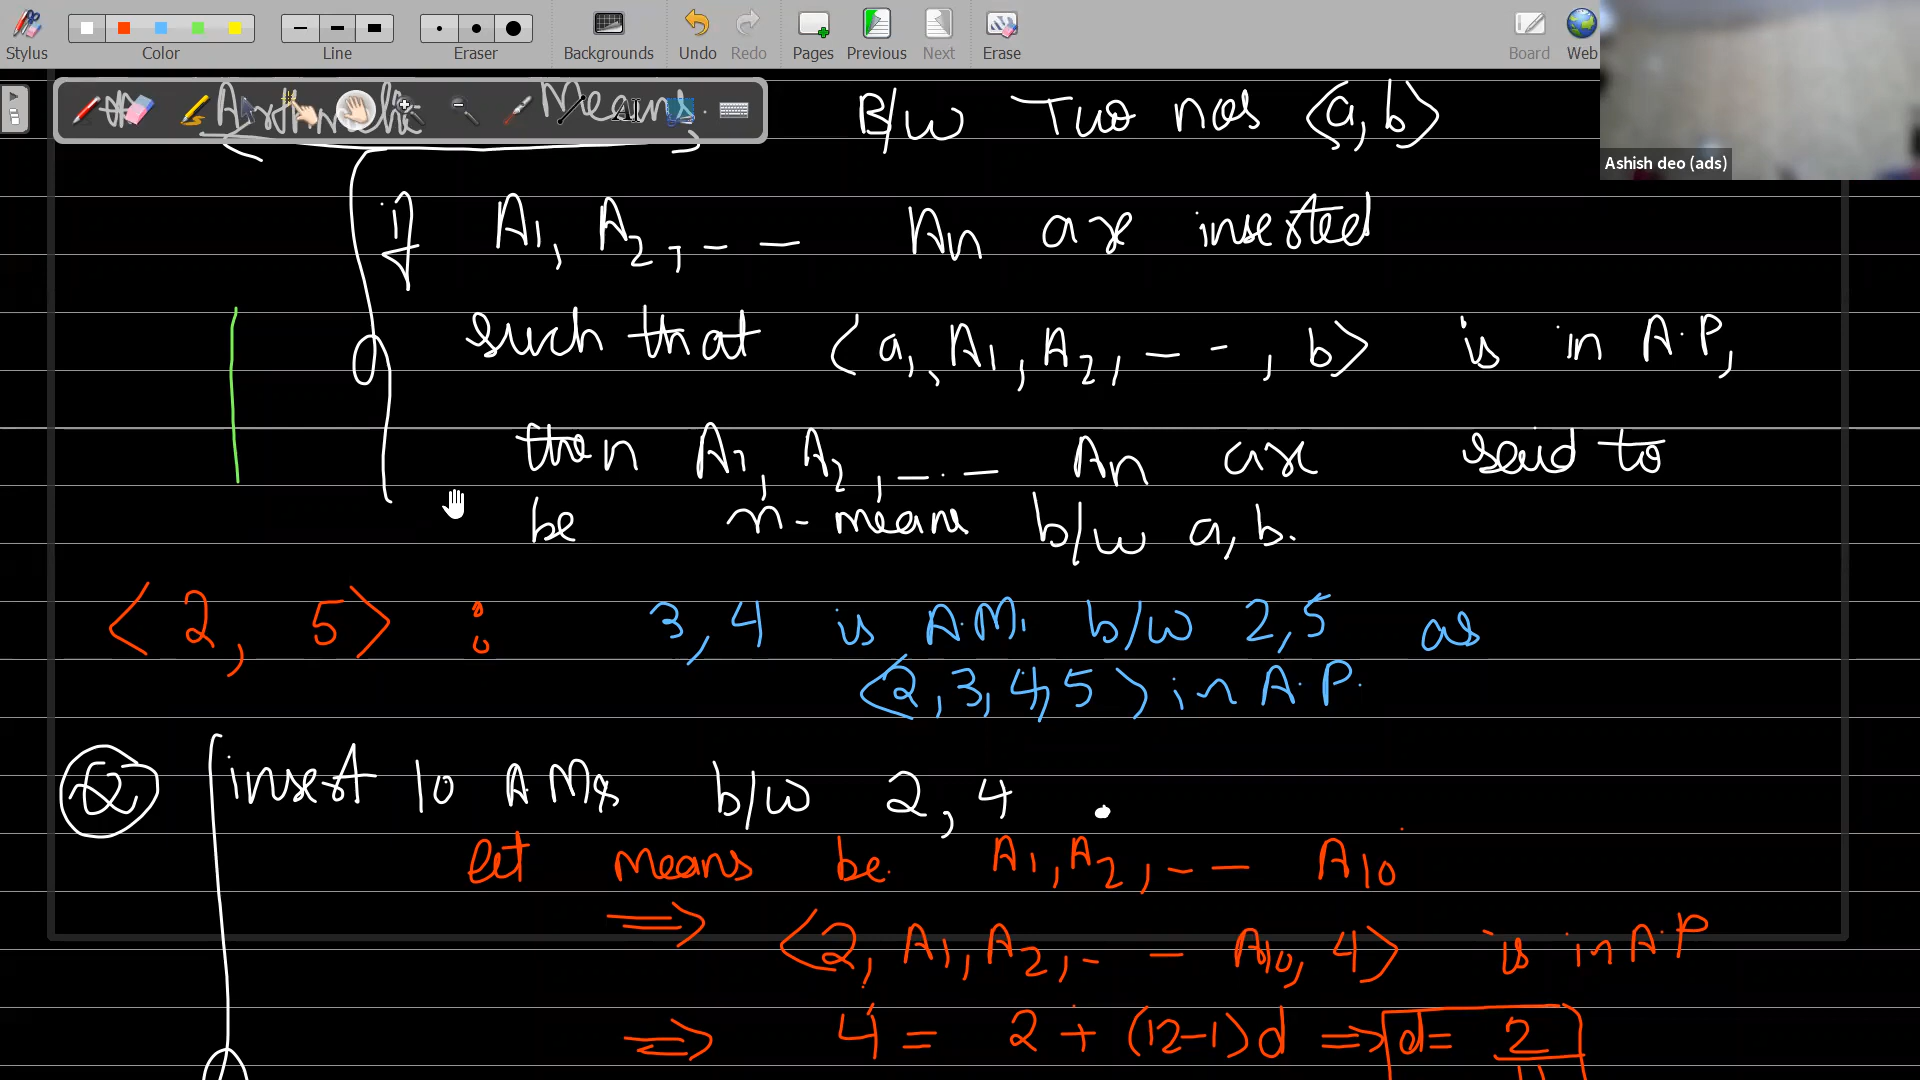 Stylus Color Line Eraser Backgrounds Undo Redo Pages Previous Next Erase Board Web
Ashish deo (ads)
Arithmetic Means B/w Two nos <a, b>
if A1, A2, -- An are inserted
such that <a, A1, A2, --, b> is in A.P,
then A1, A2, --- An are said to
be n-means b/w a, b.
<2, 5> : 3, 4 is A.M. b/w 2,5 as
<2,3,4,5> in A.P.
Q insert 10 AMs b/w 2, 4 .
let means be A1, A2, --- A10
⇒ <2, A1, A2, -- A10, 4> is in A.P
⇒ 4 = 2 + (12-1)d ⇒ d = 2/11